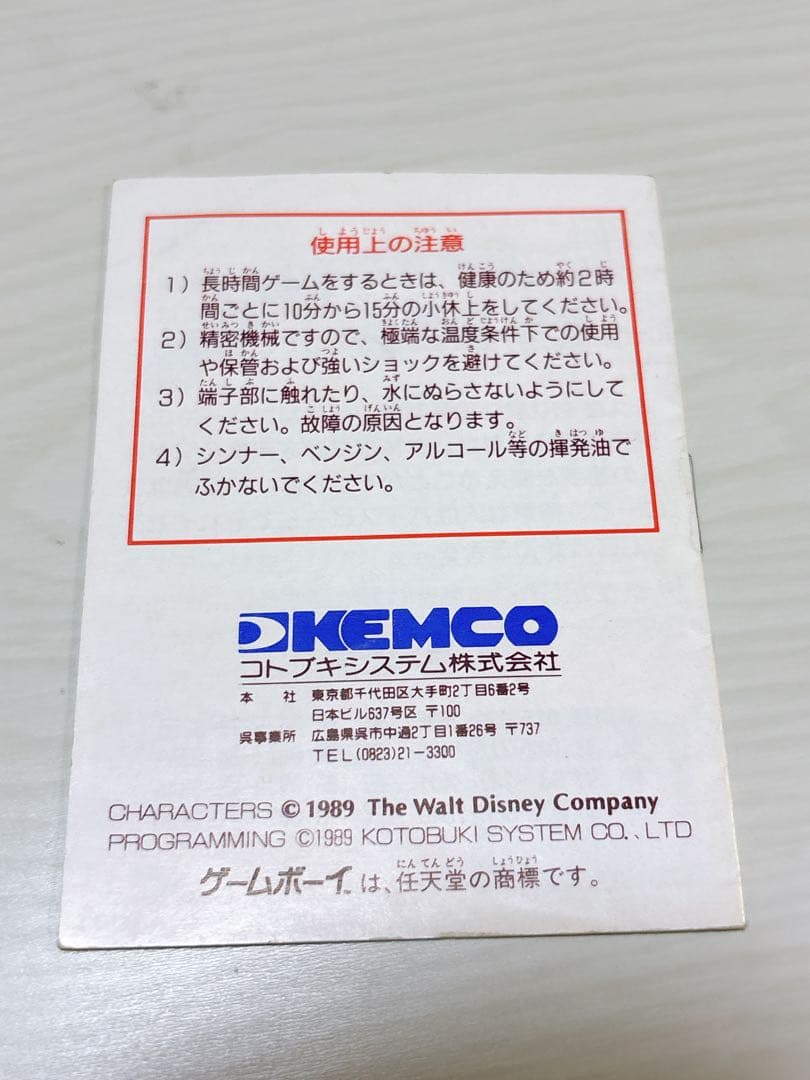 使用上の注意
1) 長時間ゲームをするときは、健康のため約2時
間ごとに10分から15分の小休止をしてください。
2) 精密機械ですので、極端な温度条件下での使用
や保管および強いショックを避けてください。
3) 端子部に触れたり、水にぬらさないようにして
ください。故障の原因となります。
4) シンナー、ベンジン、アルコール等の揮発油で
ふかないでください。
KEMCO
コトブキシステム株式会社
本社 東京都千代田区大手町2丁目6番2号
日本ビル637号区 〒100
呉事業所 広島県呉市中通2丁目1番26号 〒737
TEL(0823)21-3300
CHARACTERS © 1989 The Walt Disney Company
PROGRAMMING ©1989 KOTOBUKI SYSTEM CO., LTD
ゲームボーイ™は、任天堂の商標です。